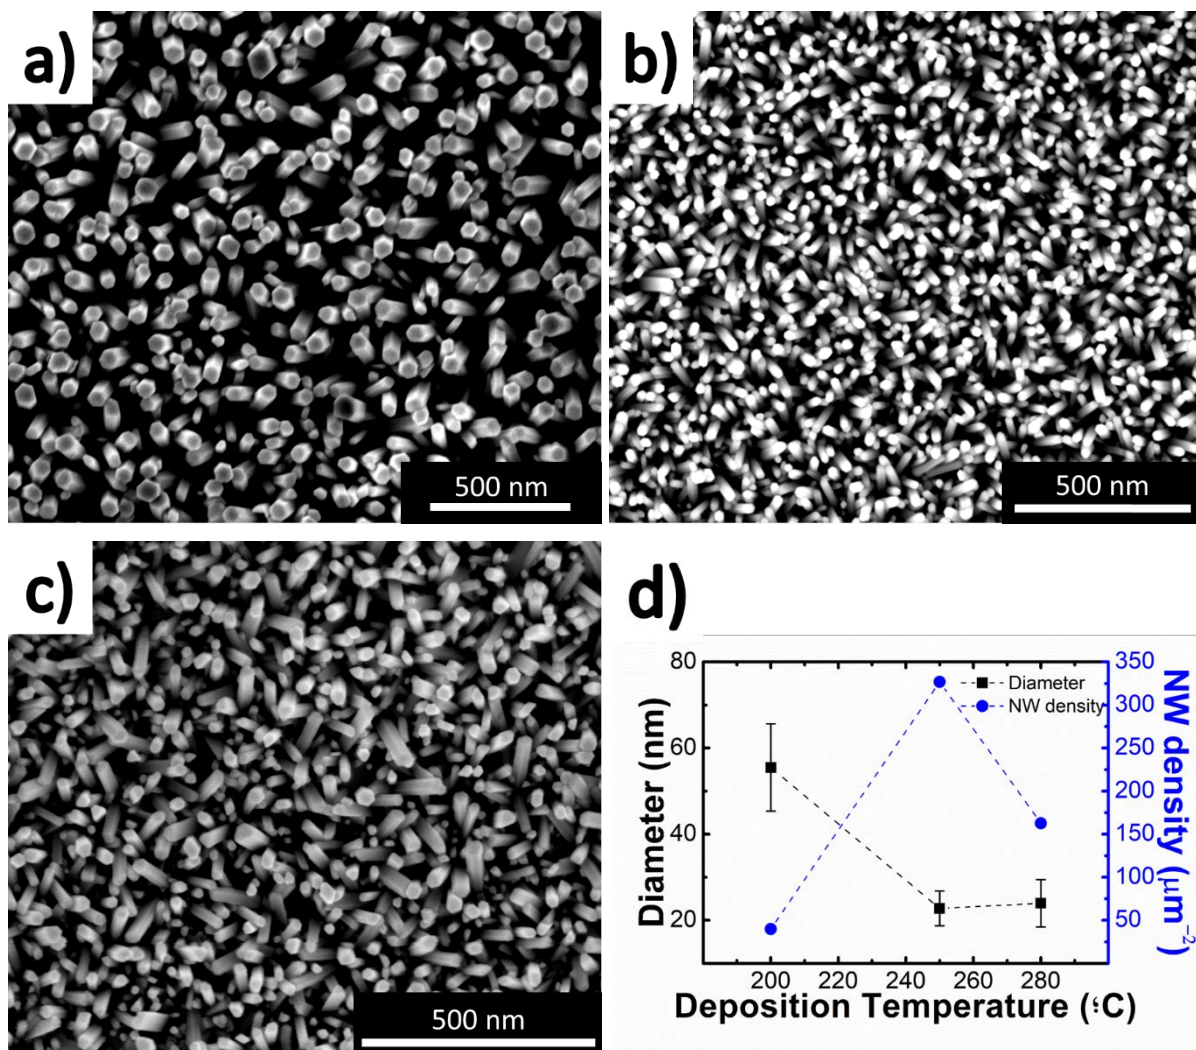 a)
b)
500 nm
500 nm
c)
d)
500 nm
80
60
40
20
Diameter (nm)
350
300
250
200
150
100
50
NW density (μm⁻²)
Diameter
NW density
200 220 240 260 280
Deposition Temperature (°C)